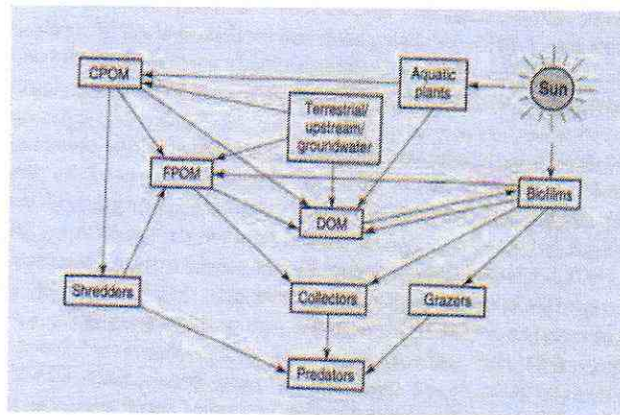 CPOM
Aquatic
plants
Sun
Terrestrial/
upstream/
groundwater
FPOM
Biofilms
DOM
Shredders
Collectors
Grazers
Predators